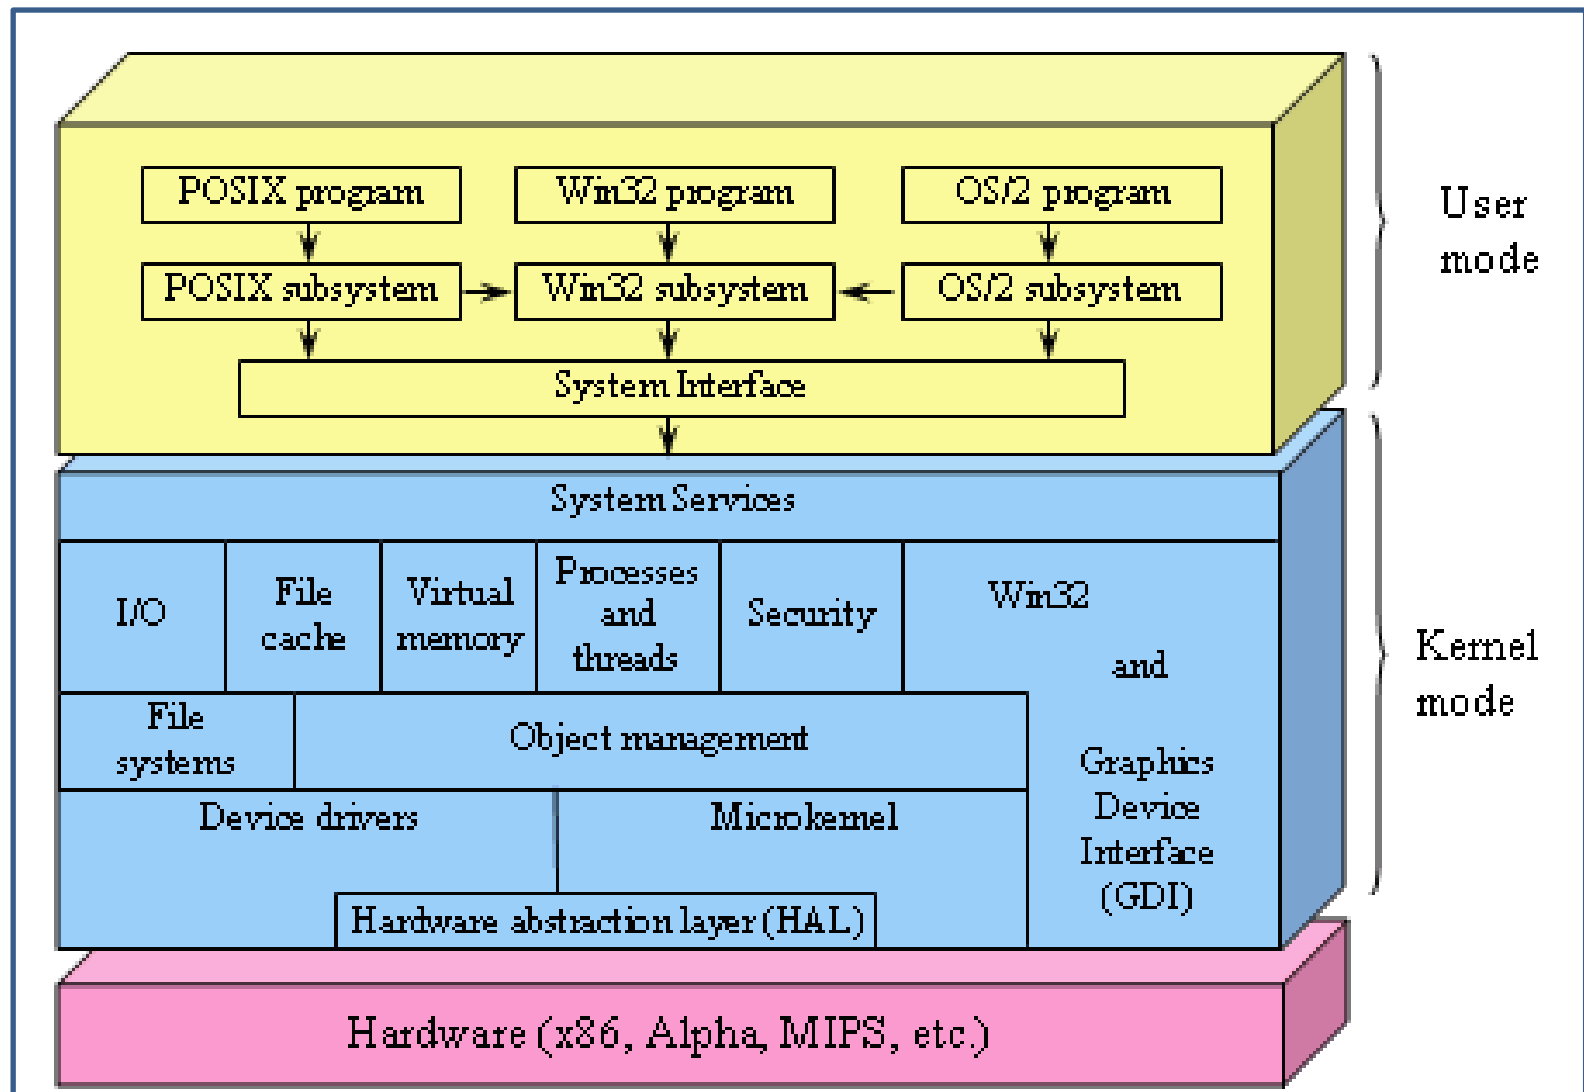 POSIX program
Win32 program
OS/2 program
User
mode
POSIX subsystem
Win32 subsystem
OS/2 subsystem
System Interface
System Services
I/O
File
cache
Virtual
memory
Processes
and
threads
Security
Win32
and
Graphics
Device
Interface
(GDI)
Kernel
mode
File
systems
Object management
Device drivers
Microkernel
Hardware abstraction layer (HAL)
Hardware (x86, Alpha, MIPS, etc.)